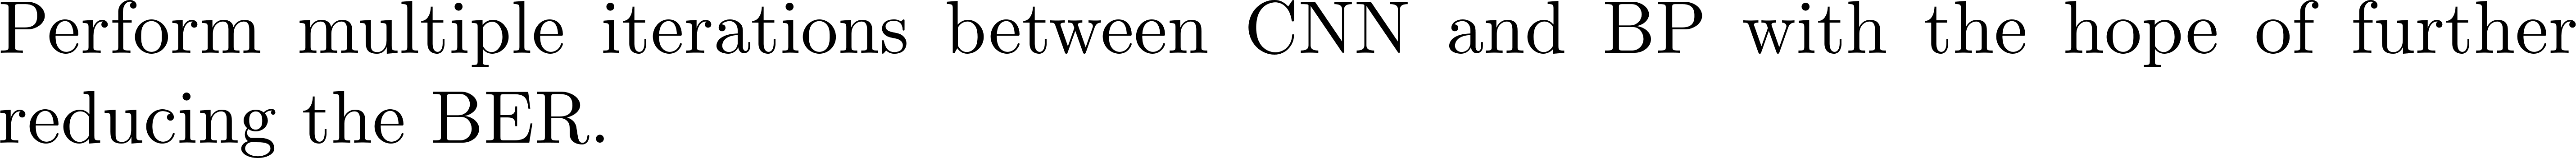 Perform multiple iterations between CNN and BP with the hope of further
reducing the BER.